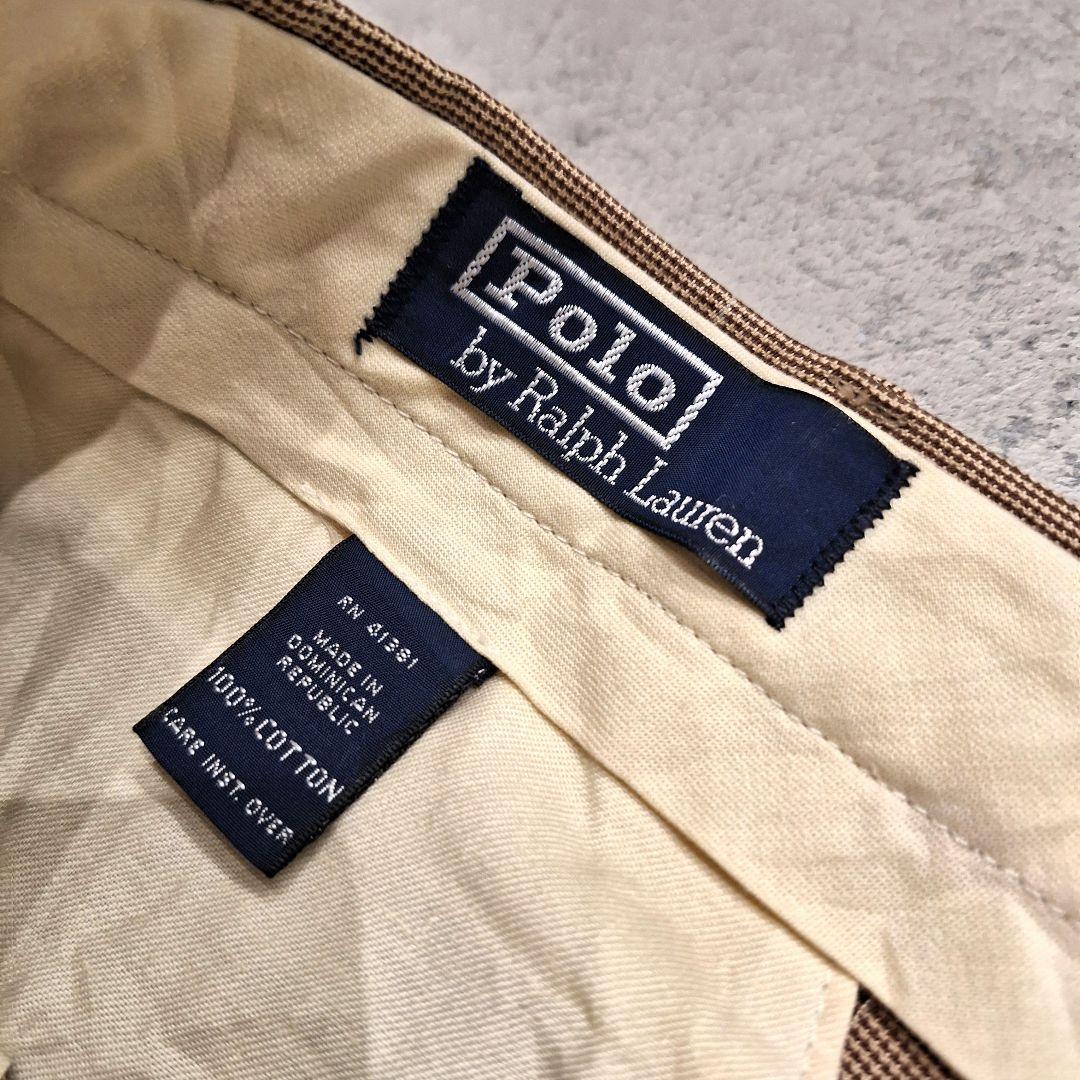 Polo
by Ralph Lauren
RN 41381
MADE IN
DOMINICAN
REPUBLIC
100% COTTON
CARE INST. OVER